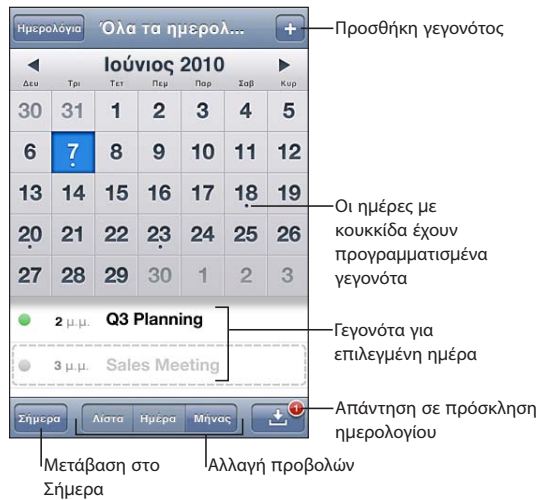 Ημερολόγια Όλα τα ημερολ... +
Προσθήκη γεγονότος
Ιούνιος 2010
Δευ Τρι Τετ Πεμ Παρ Σαβ Κυρ
30 31 1 2 3 4 5
6 7 8 9 10 11 12
13 14 15 16 17 18 19
20 21 22 23 24 25 26
27 28 29 30 1 2 3
Οι ημέρες με
κουκκίδα έχουν
προγραμματισμένα
γεγονότα
2 μ.μ. Q3 Planning
3 μ.μ. Sales Meeting
Γεγονότα για
επιλεγμένη ημέρα
Σήμερα Λίστα Ημέρα Μήνας 1
Απάντηση σε πρόσκληση
ημερολογίου
Μετάβαση στο
Σήμερα
Αλλαγή προβολών